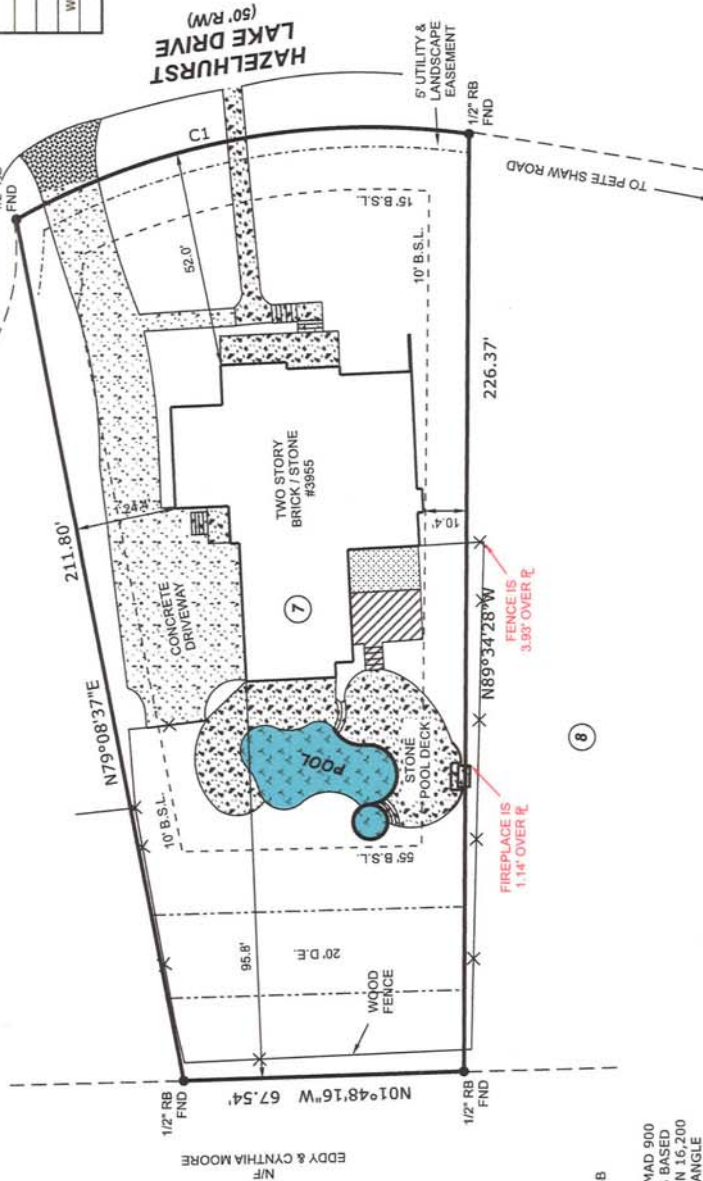 HAZELHURST
LAKE DRIVE
(50' R/W)
FND
C1
5' UTILITY &
LANDSCAPE
EASEMENT
1/2" RB
FND
TO PETE SHAW ROAD
15' B.S.L.
10' B.S.L.
52.0'
211.80'
N79°08'37"E
CONCRETE
DRIVEWAY
TWO STORY
BRICK / STONE
#3955
7
10.4'
226.37'
N89°34'28"W
FENCE IS
3.93' OVER PL
FIREPLACE IS
1.14' OVER PL
POOL
STONE
POOL DECK
10' B.S.L.
55' B.S.L.
95.8'
20' D.E.
WOOD
FENCE
8
1/2" RB
FND
N01°48'16"W 67.54'
1/2" RB
FND
N/F
EDDY & CYNTHIA MOORE
B
MAD 900
BASED
N 16,200
ANGLE
W